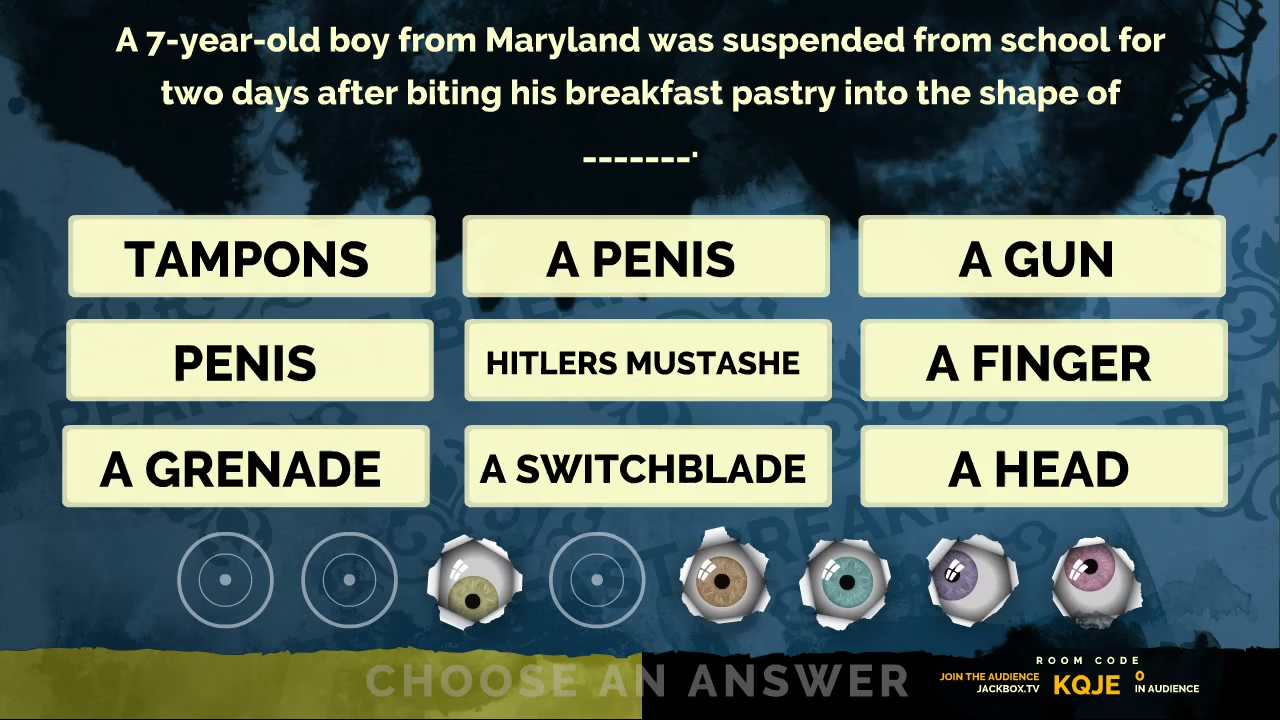 A 7-year-old boy from Maryland was suspended from school for
two days after biting his breakfast pastry into the shape of
_______.
TAMPONS
A PENIS
A GUN
PENIS
HITLERS MUSTASHE
A FINGER
A GRENADE
A SWITCHBLADE
A HEAD
CHOOSE AN ANSWER
ROOM CODE
JOIN THE AUDIENCE
JACKBOX.TV
KQJE
0
IN AUDIENCE